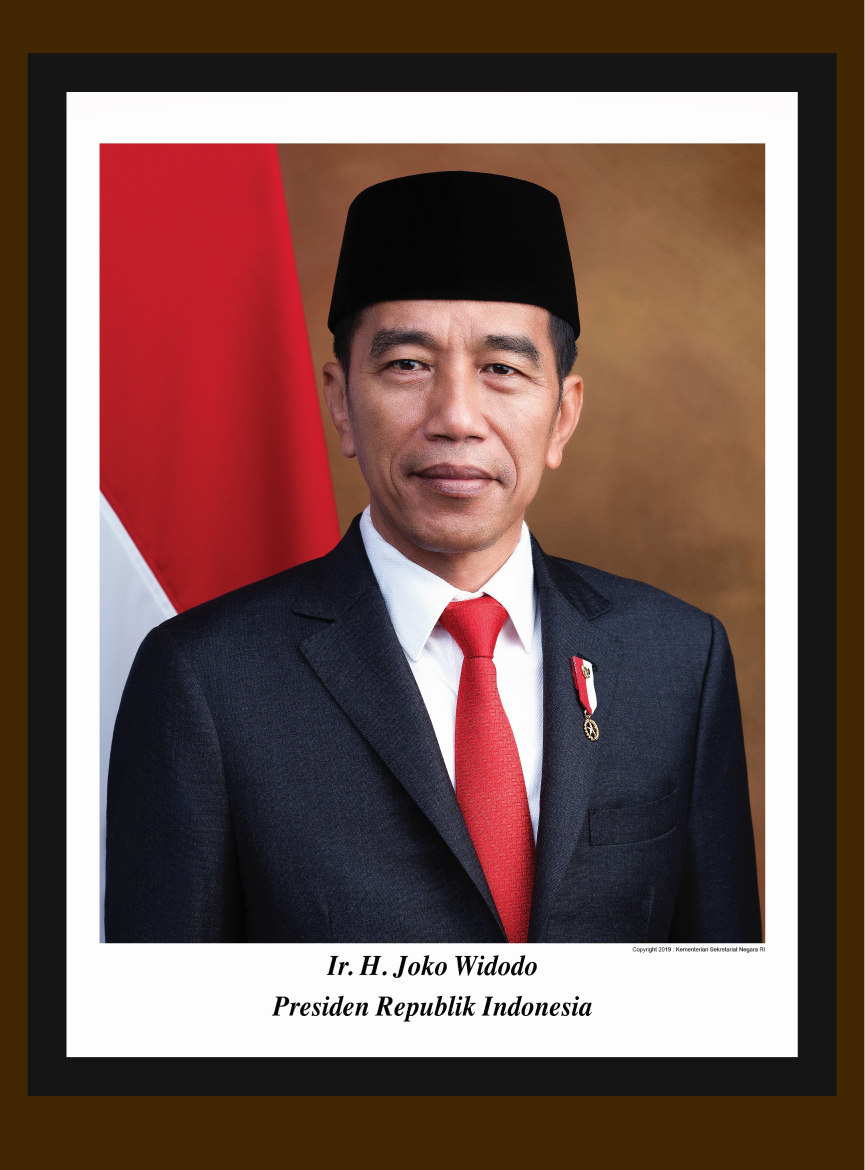 Copyright 2019 : Kementerian Sekretariat Negara RI
Ir. H. Joko Widodo
Presiden Republik Indonesia